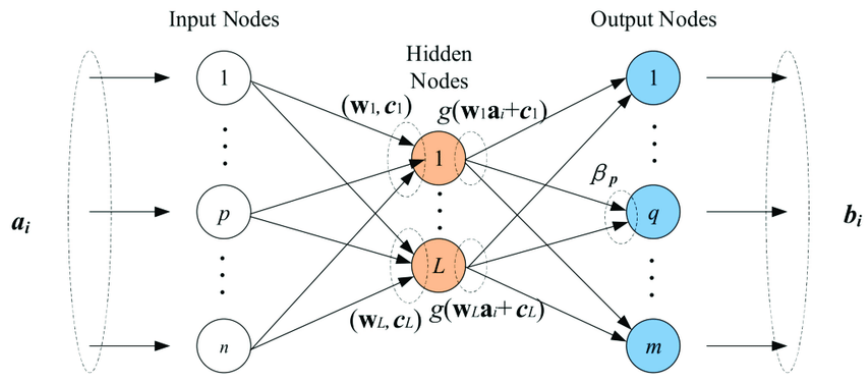 Input Nodes
Output Nodes
Hidden
Nodes
1
(w1, c1)
g(w1ai+c1)
1
1
βp
ai
p
q
bi
L
(wL, cL)
g(wLai+ cL)
n
m